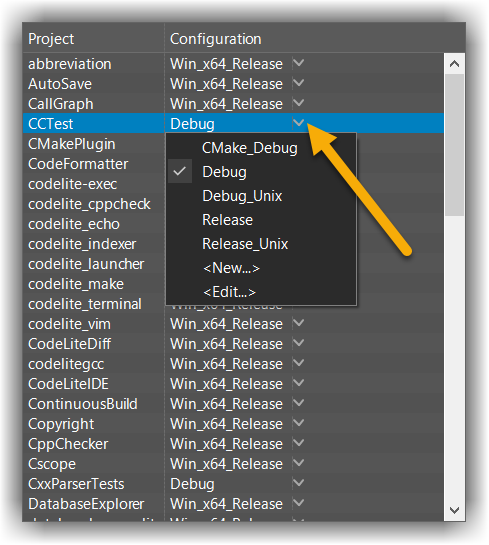 Project Configuration
abbreviation Win_x64_Release
AutoSave Win_x64_Release
CallGraph Win_x64_Release
CCTest Debug
CMakePlugin CMake_Debug
CodeFormatter Debug
codelite-exec Debug_Unix
codelite_cppcheck Release
codelite_echo Release_Unix
codelite_indexer <New...>
codelite_launcher <Edit...>
codelite_make
codelite_terminal
codelite_vim Win_x64_Release
CodeLiteDiff Win_x64_Release
codelitegcc Win_x64_Release
CodeLiteIDE Win_x64_Release
ContinuousBuild Win_x64_Release
Copyright Win_x64_Release
CppChecker Win_x64_Release
Cscope Win_x64_Release
CxxParserTests Debug
DatabaseExplorer Win_x64_Release